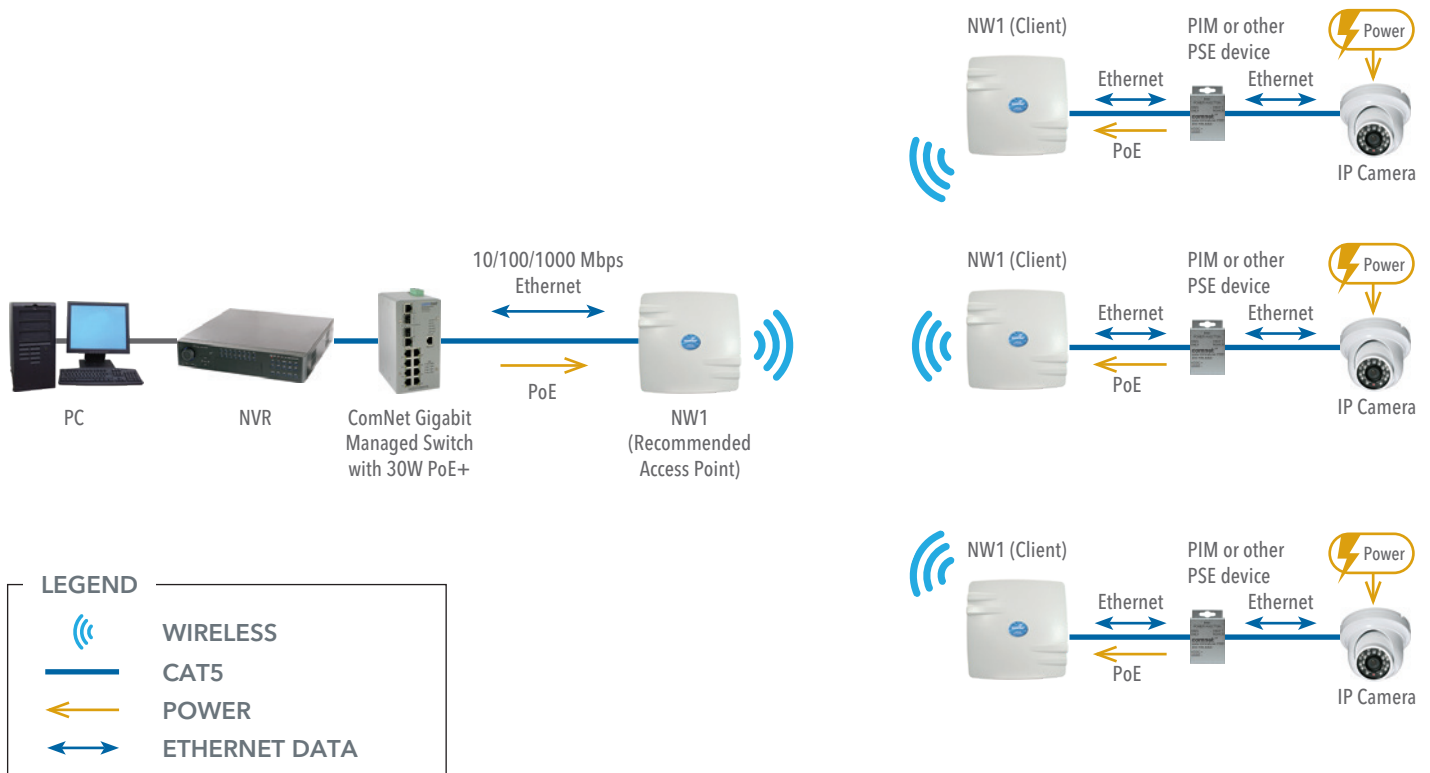 NW1 (Client)
PIM or other
PSE device
Power
Ethernet
Ethernet
PoE
IP Camera
10/100/1000 Mbps
Ethernet
PoE
PC
NVR
ComNet Gigabit
Managed Switch
with 30W PoE+
NW1
(Recommended
Access Point)
NW1 (Client)
PIM or other
PSE device
Power
Ethernet
Ethernet
PoE
IP Camera
NW1 (Client)
PIM or other
PSE device
Power
Ethernet
Ethernet
PoE
IP Camera
LEGEND
WIRELESS
CAT5
POWER
ETHERNET DATA